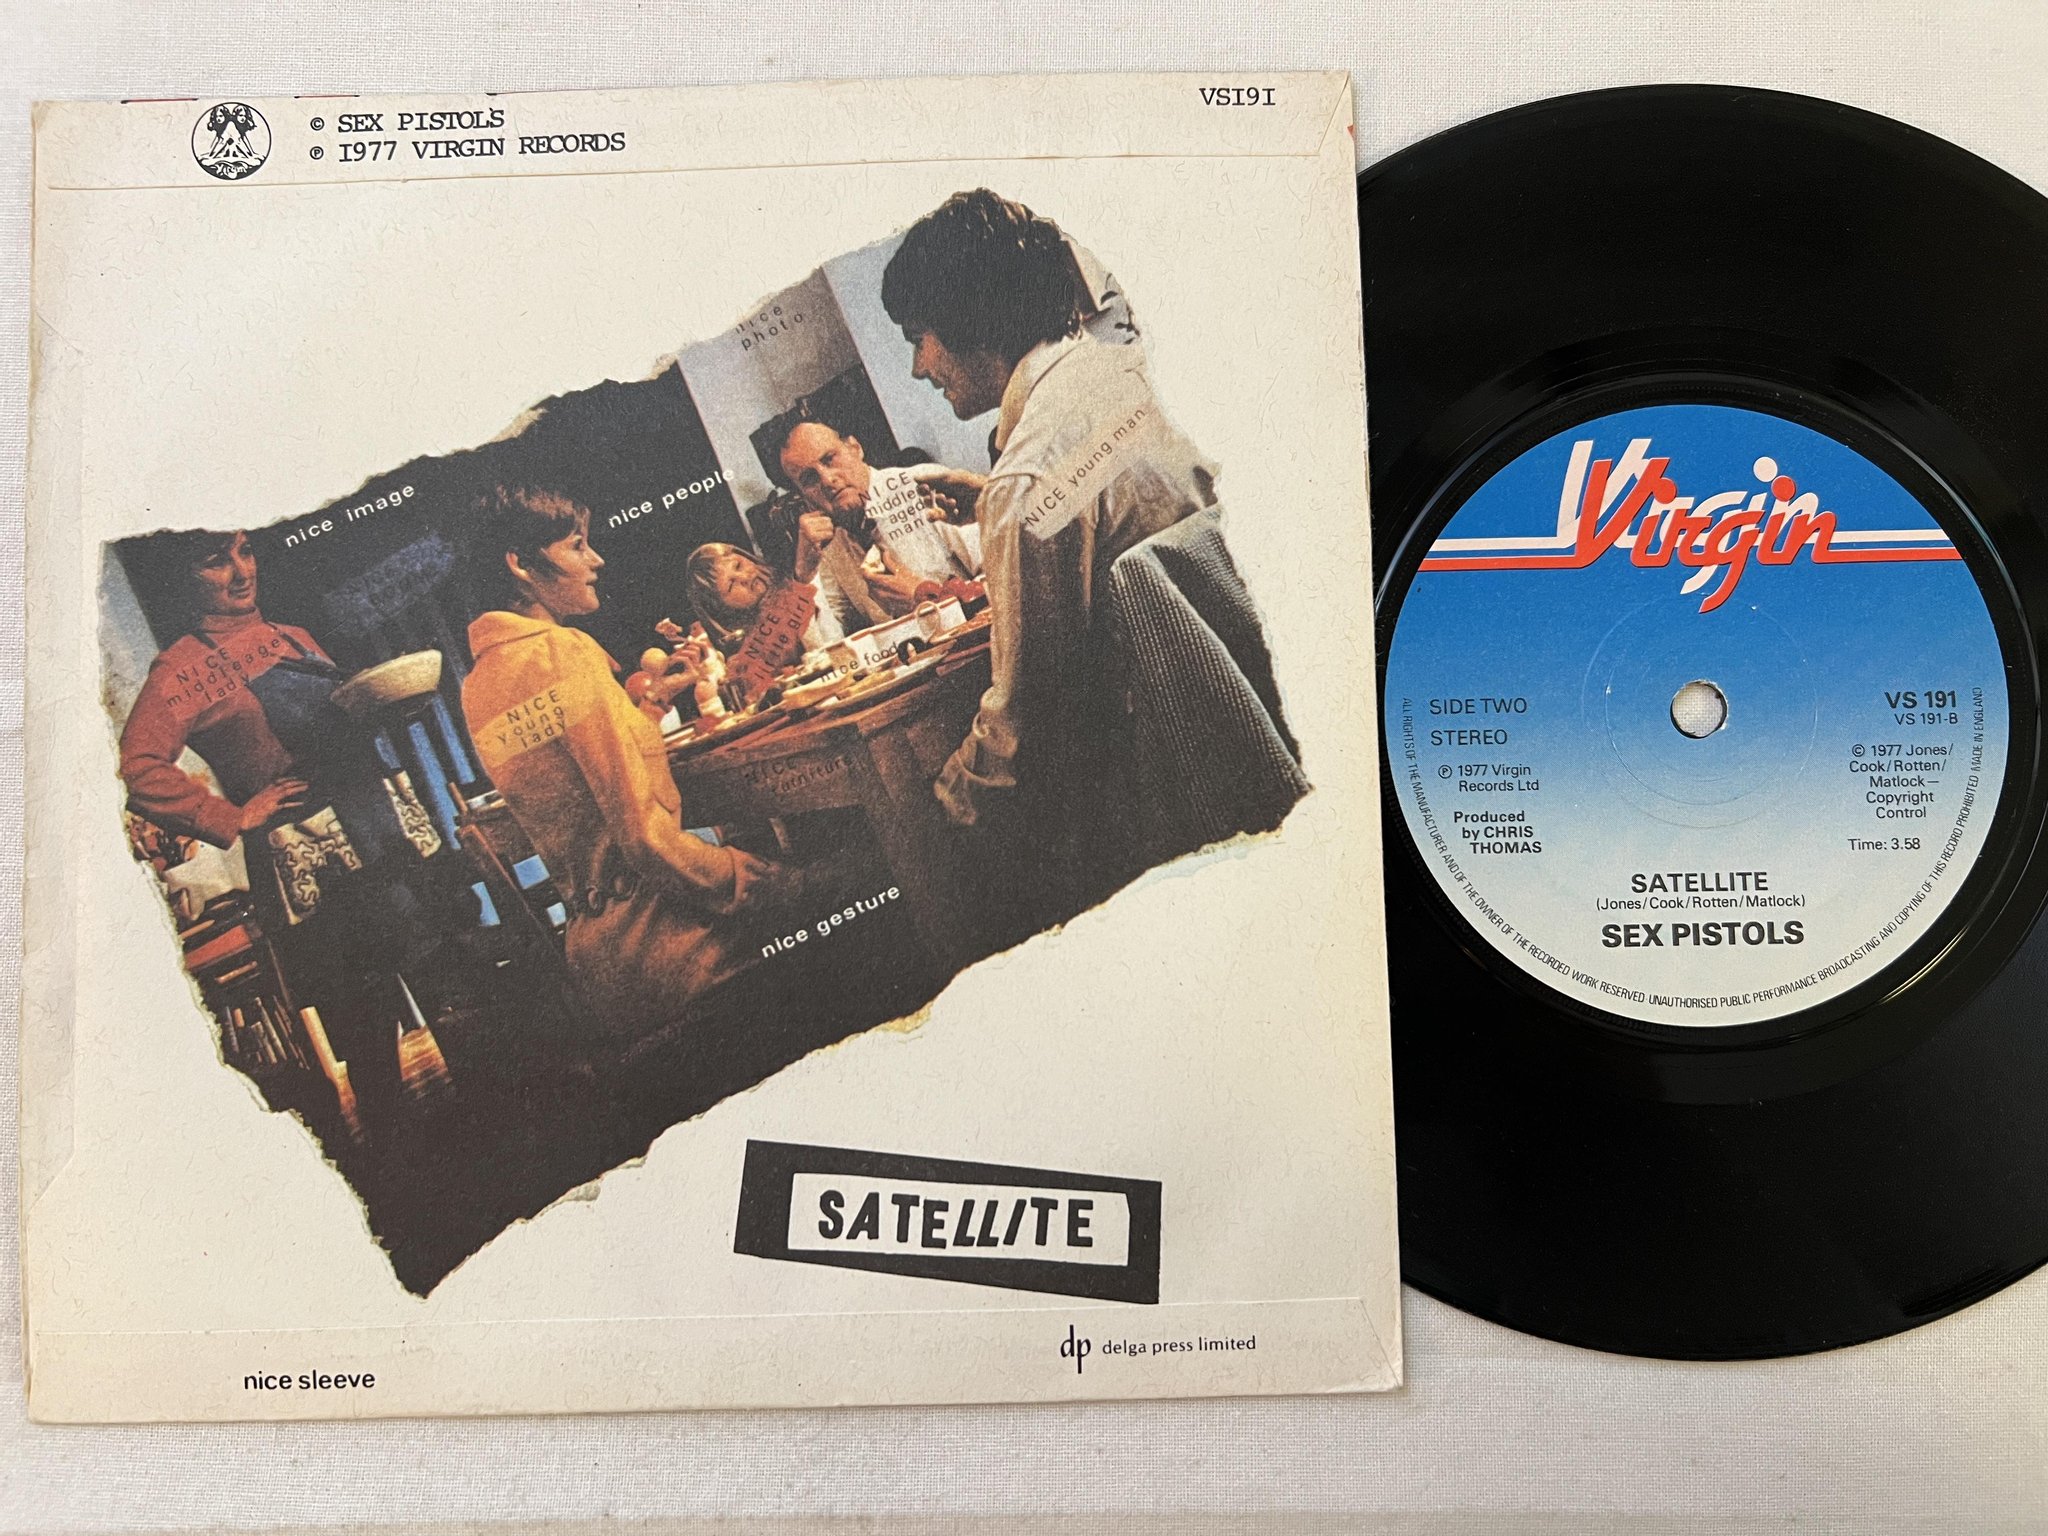 © SEX PISTOLS
℗ 1977 VIRGIN RECORDS
VS191
nice photo
nice image
nice people
NICE young man
NICE
middle
aged
man
NICE
little girl
nice food
NICE
middleage
lady
NICE
young
lady
NICE
furniture
nice gesture
SATELLITE
dp delga press limited
nice sleeve
Virgin
SIDE TWO
STEREO
℗ 1977 Virgin
Records Ltd
Produced
by CHRIS
THOMAS
VS 191
VS 191-B
© 1977 Jones/
Cook/Rotten/
Matlock—
Copyright
Control
Time: 3.58
SATELLITE
(Jones/Cook/Rotten/Matlock)
SEX PISTOLS
ALL RIGHTS OF THE MANUFACTURER AND OF THE OWNER OF THE RECORDED WORK RESERVED UNAUTHORISED PUBLIC PERFORMANCE BROADCASTING AND COPYING OF THIS RECORD PROHIBITED MADE IN ENGLAND